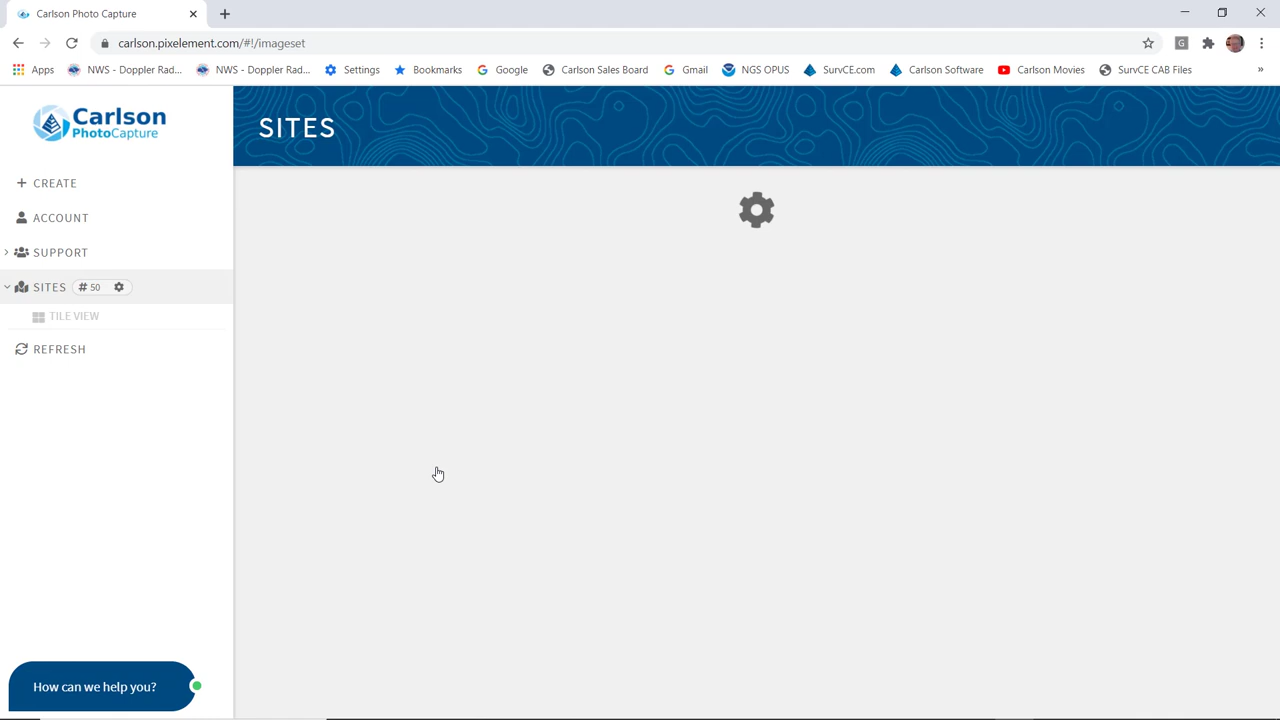 Carlson Photo Capture
carlson.pixelement.com/#!/imageset
G
Apps
NWS - Doppler Rad...
NWS - Doppler Rad...
Settings
Bookmarks
Google
Carlson Sales Board
Gmail
NGS OPUS
SurvCE.com
Carlson Software
Carlson Movies
SurvCE CAB Files
»
Carlson
PhotoCapture
SITES
CREATE
ACCOUNT
SUPPORT
SITES # 50
TILE VIEW
REFRESH
How can we help you?